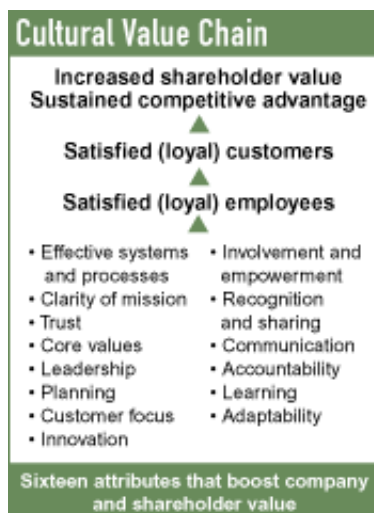 Cultural Value Chain
Increased shareholder value
Sustained competitive advantage
Satisfied (loyal) customers
Satisfied (loyal) employees
• Effective systems
and processes
• Clarity of mission
• Trust
• Core values
• Leadership
• Planning
• Customer focus
• Innovation
• Involvement and
empowerment
• Recognition
and sharing
• Communication
• Accountability
• Learning
• Adaptability
Sixteen attributes that boost company
and shareholder value